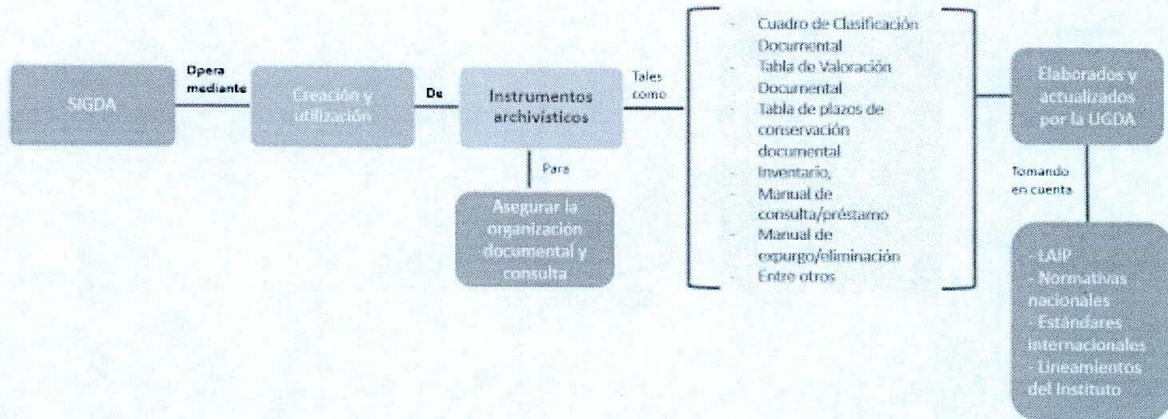 SIGDA
Opera
mediante
Creación y
utilización
De
Instrumentos
archivísticos
Para
Asegurar la
organización
documental y
consulta
Tales
como
- Cuadro de Clasificación
Documental
- Tabla de Valoración
Documental
- Tabla de plazos de
conservación
documental
- Inventario,
- Manual de
consulta/préstamo
- Manual de
expurgo/eliminación
- Entre otros
Elaborados y
actualizados
por la UGDA
Tomando
en cuenta
- LAIP
- Normativas
nacionales
- Estándares
internacionales
- Lineamientos
del Instituto